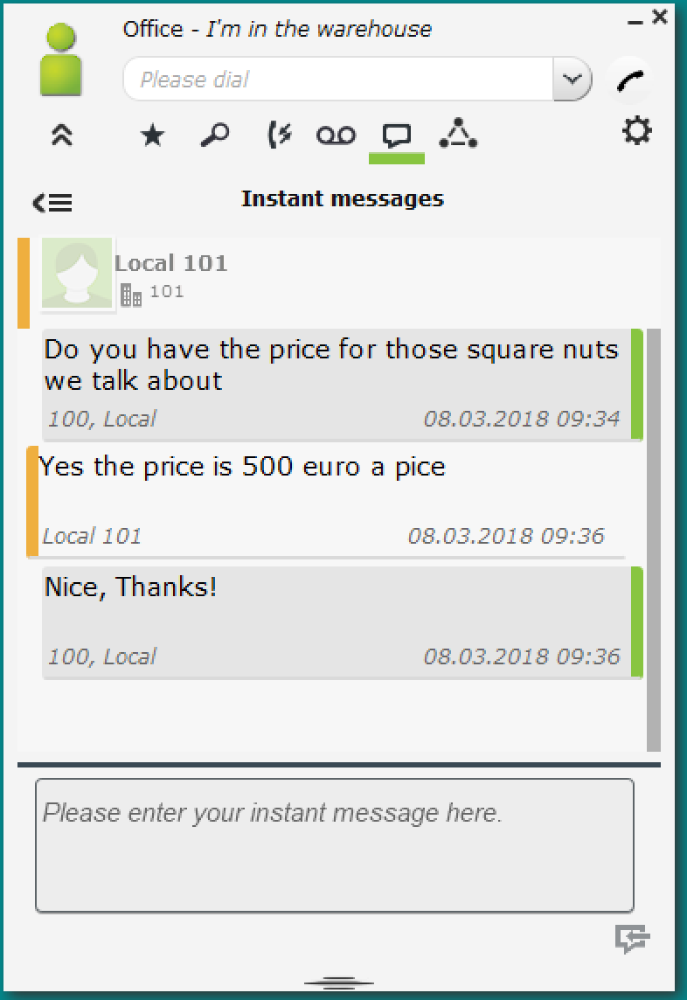 Office - I'm in the warehouse
Please dial
Instant messages
Local 101
101
Do you have the price for those square nuts
we talk about
100, Local 08.03.2018 09:34
Yes the price is 500 euro a pice
Local 101 08.03.2018 09:36
Nice, Thanks!
100, Local 08.03.2018 09:36
Please enter your instant message here.